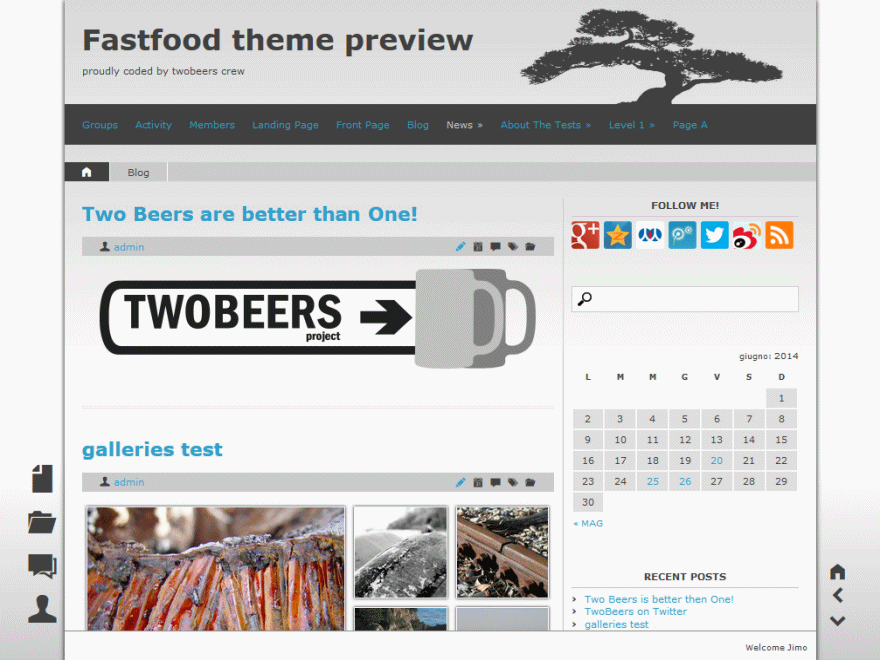 Fastfood theme preview
proudly coded by twobeers crew
Groups Activity Members Landing Page Front Page Blog News » About The Tests » Level 1 » Page A
Blog
Two Beers are better than One!
admin
TWOBEERS
project
galleries test
admin
FOLLOW ME!
giugno: 2014
L M M G V S D
1
2 3 4 5 6 7 8
9 10 11 12 13 14 15
16 17 18 19 20 21 22
23 24 25 26 27 28 29
30
« MAG
RECENT POSTS
Two Beers is better then One!
TwoBeers on Twitter
galleries test
Welcome Jimo